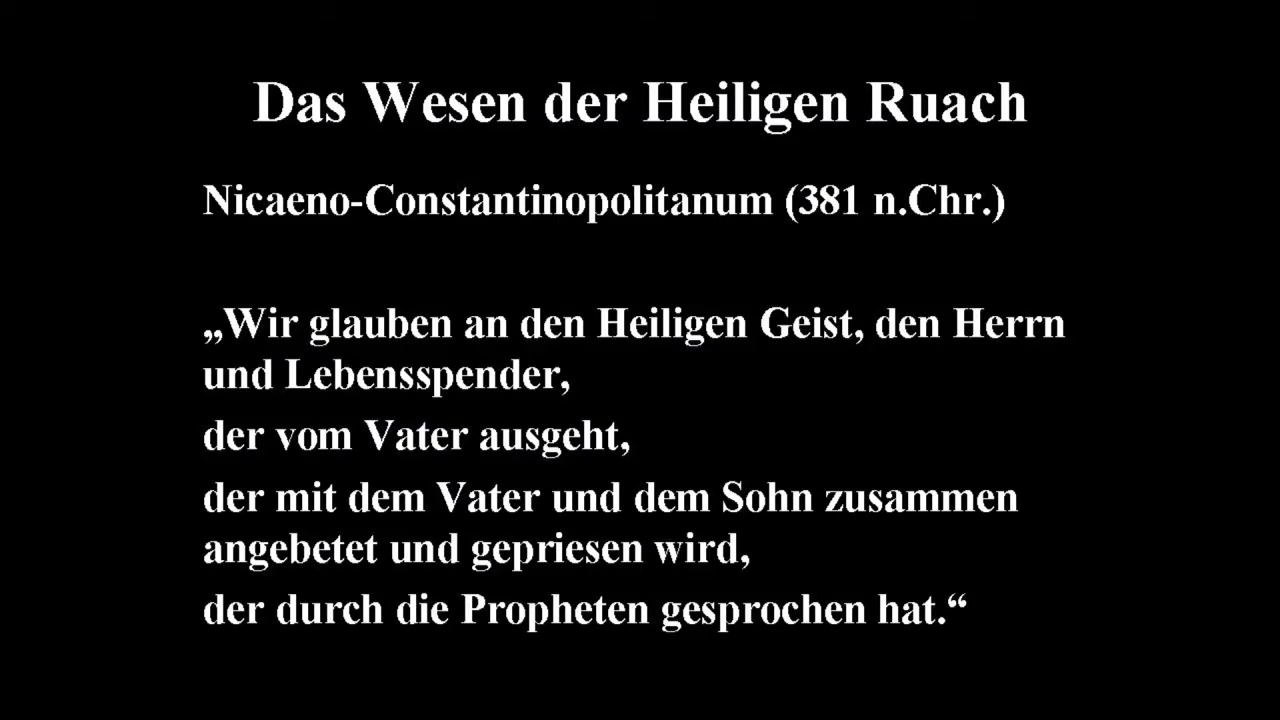 Das Wesen der Heiligen Ruach
Nicaeno-Constantinopolitanum (381 n.Chr.)
„Wir glauben an den Heiligen Geist, den Herrn
und Lebensspender,
der vom Vater ausgeht,
der mit dem Vater und dem Sohn zusammen
angebetet und gepriesen wird,
der durch die Propheten gesprochen hat.“